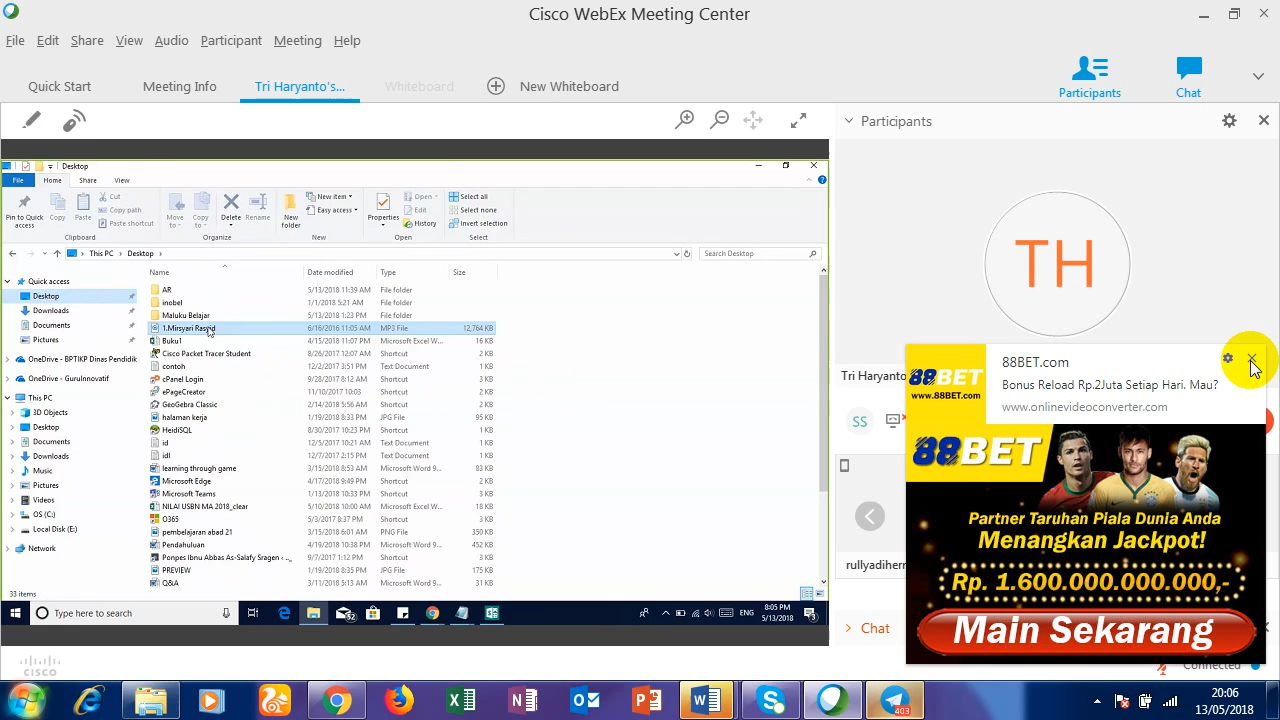 Cisco WebEx Meeting Center
File Edit Share View Audio Participant Meeting Help
Quick Start Meeting Info Tri Haryanto's... Whiteboard New Whiteboard
Participants Chat
Participants
Desktop
File Home Share View
Pin to Quick access Copy Paste Cut Copy path Paste shortcut Move to Copy to Delete Rename New folder New item Easy access Properties Open Edit History Select all Select none Invert selection
Clipboard Organize New Open Select
This PC Desktop Search Desktop
Name Date modified Type Size
Quick access
Desktop
Downloads
Documents
Pictures
OneDrive - BPTIKP Dinas Pendidik
OneDrive - GuruInnovatif
This PC
3D Objects
Desktop
Documents
Downloads
Music
Pictures
Videos
OS (C:)
Local Disk (E:)
Network
AR 5/13/2018 11:39 AM File folder
inobel 1/1/2018 5:21 AM File folder
Maluku Belajar 5/13/2018 1:23 PM File folder
1.Mirsyari Rasyid 6/16/2016 11:05 AM MP3 File 12,764 KB
Buku1 4/15/2018 11:07 PM Microsoft Excel W... 16 KB
Cisco Packet Tracer Student 8/26/2017 12:07 AM Shortcut 2 KB
contoh 12/2/2017 3:51 PM Text Document 1 KB
cPanel Login 9/28/2017 8:12 AM Shortcut 3 KB
ePageCreator 11/10/2017 10:03 Shortcut 2 KB
GeoGebra Classic 2/14/2018 5:56 AM Shortcut 3 KB
halaman kerja 1/19/2018 8:33 PM JPG File 95 KB
HeidiSQL 8/30/2017 10:23 PM Shortcut 1 KB
id 12/5/2017 10:21 AM Text Document 1 KB
idl 12/7/2017 2:15 PM Text Document 1 KB
learning through game 3/15/2018 8:53 AM Microsoft Word 9... 83 KB
Microsoft Edge 4/17/2018 9:49 PM Shortcut 2 KB
Microsoft Teams 1/13/2018 10:33 PM Shortcut 3 KB
NILAI USBN MA 2018_clear 5/10/2018 10:00 AM Microsoft Excel W... 18 KB
O365 5/3/2017 8:37 PM Shortcut 3 KB
pembelajaran abad 21 3/15/2018 6:01 AM PNG File 350 KB
Pendahuluan 4/19/2018 10:38 PM Microsoft Word 9... 452 KB
Ponpes Ibnu Abbas As-Salafy Sragen -... 9/7/2017 1:12 PM Shortcut 3 KB
PREVIEW 1/19/2018 8:39 PM JPG File 175 KB
Q&A 3/11/2018 5:13 AM Microsoft Word 9... 31 KB
33 items
Type here to search 52 ENG 8:05 PM 5/13/2018 3
TH
Tri Haryanto
SS
rullyadiherr
Chat
Connected
88BET www.88BET.com
88BET.com
Bonus Reload Rp.2Juta Setiap Hari. Mau?
www.onlinevideoconverter.com
88BET
Partner Taruhan Piala Dunia Anda
Menangkan Jackpot!
Rp. 1.600.000.000.000,-
Main Sekarang
cisco
403
20:06
13/05/2018